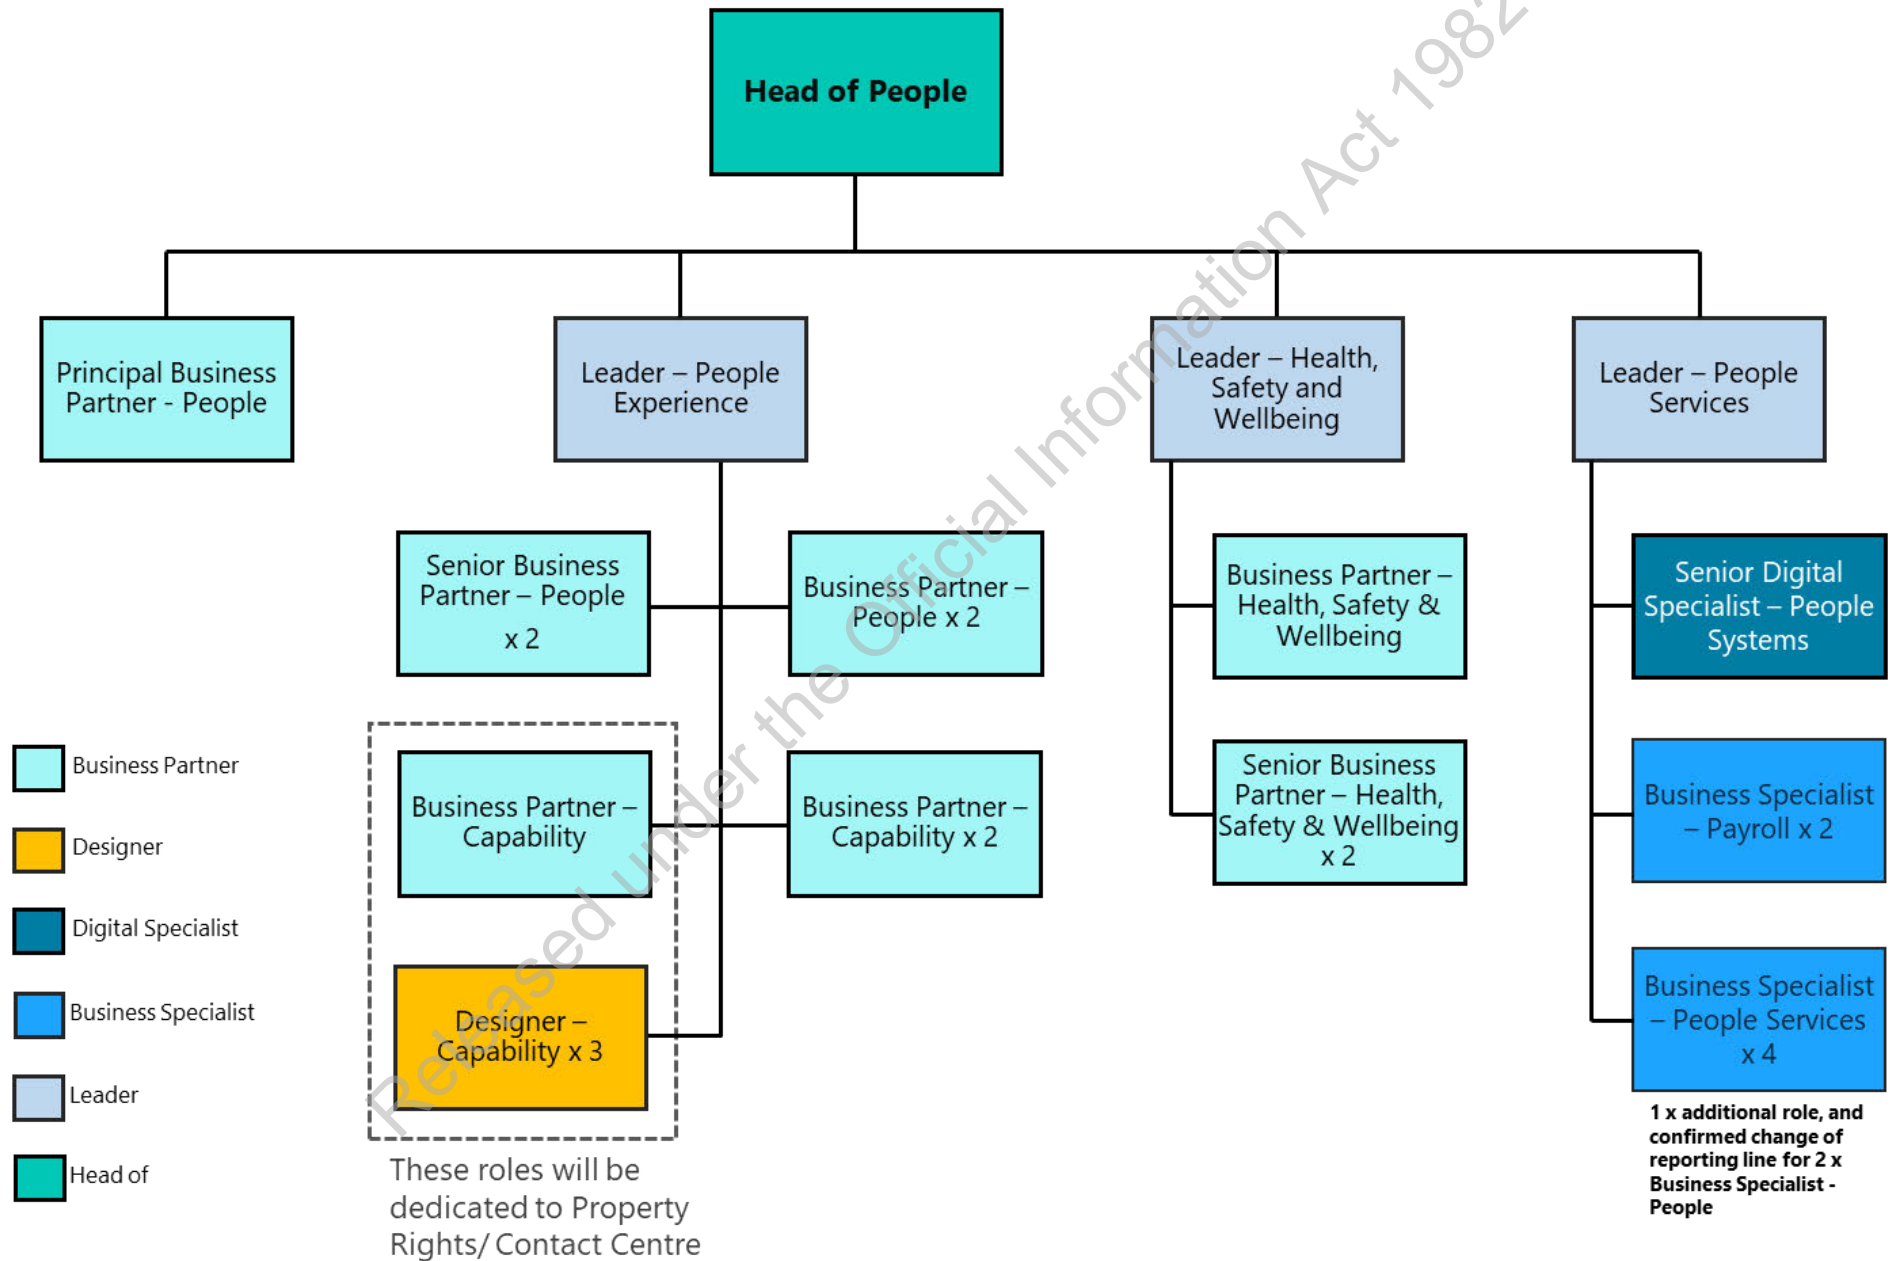 Head of People
Principal Business
Partner - People
Leader – People
Experience
Leader – Health,
Safety and
Wellbeing
Leader – People
Services
Senior Business
Partner – People
x 2
Business Partner –
People x 2
Business Partner –
Health, Safety &
Wellbeing
Senior Digital
Specialist – People
Systems
Business Partner –
Capability
Business Partner –
Capability x 2
Senior Business
Partner – Health,
Safety & Wellbeing
x 2
Business Specialist
– Payroll x 2
Designer –
Capability x 3
Business Specialist
– People Services
x 4
1 x additional role, and
confirmed change of
reporting line for 2 x
Business Specialist -
People
These roles will be
dedicated to Property
Rights/ Contact Centre
Business Partner
Designer
Digital Specialist
Business Specialist
Leader
Head of
Released under the Official Information Act 1982